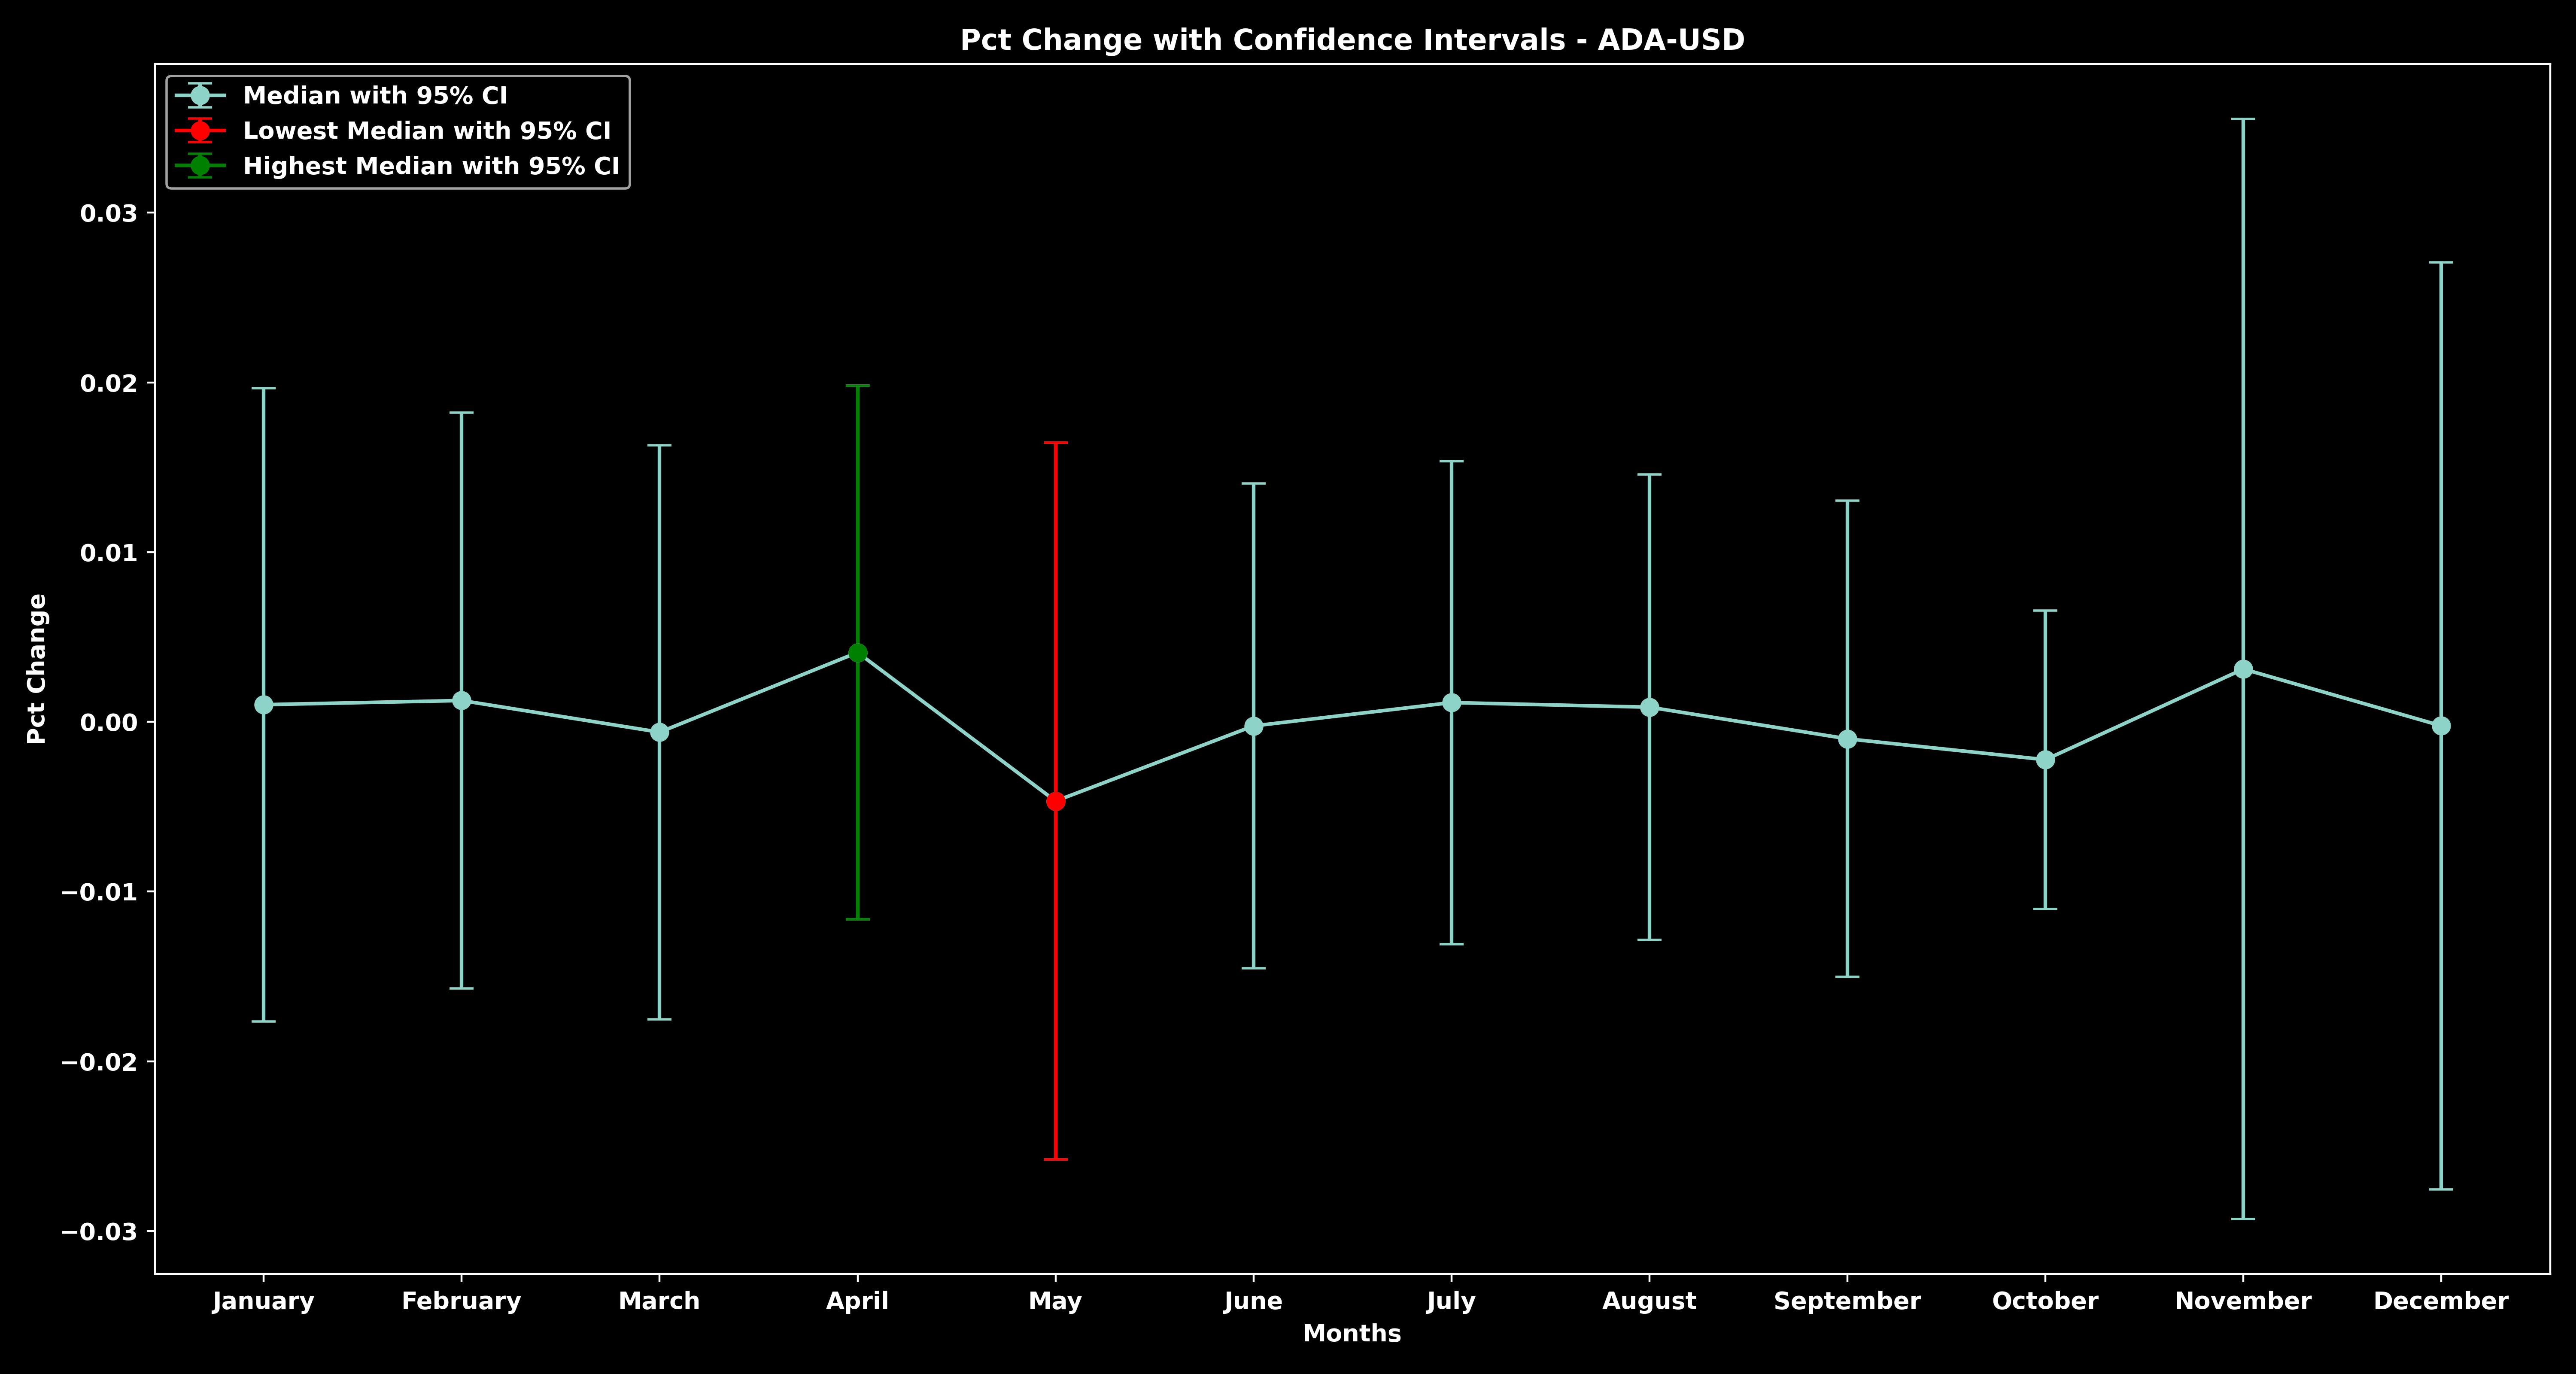 Pct Change with Confidence Intervals - ADA-USD
Median with 95% CI
Lowest Median with 95% CI
Highest Median with 95% CI
Pct Change
0.03
0.02
0.01
0.00
−0.01
−0.02
−0.03
January February March April May June July August September October November December
Months